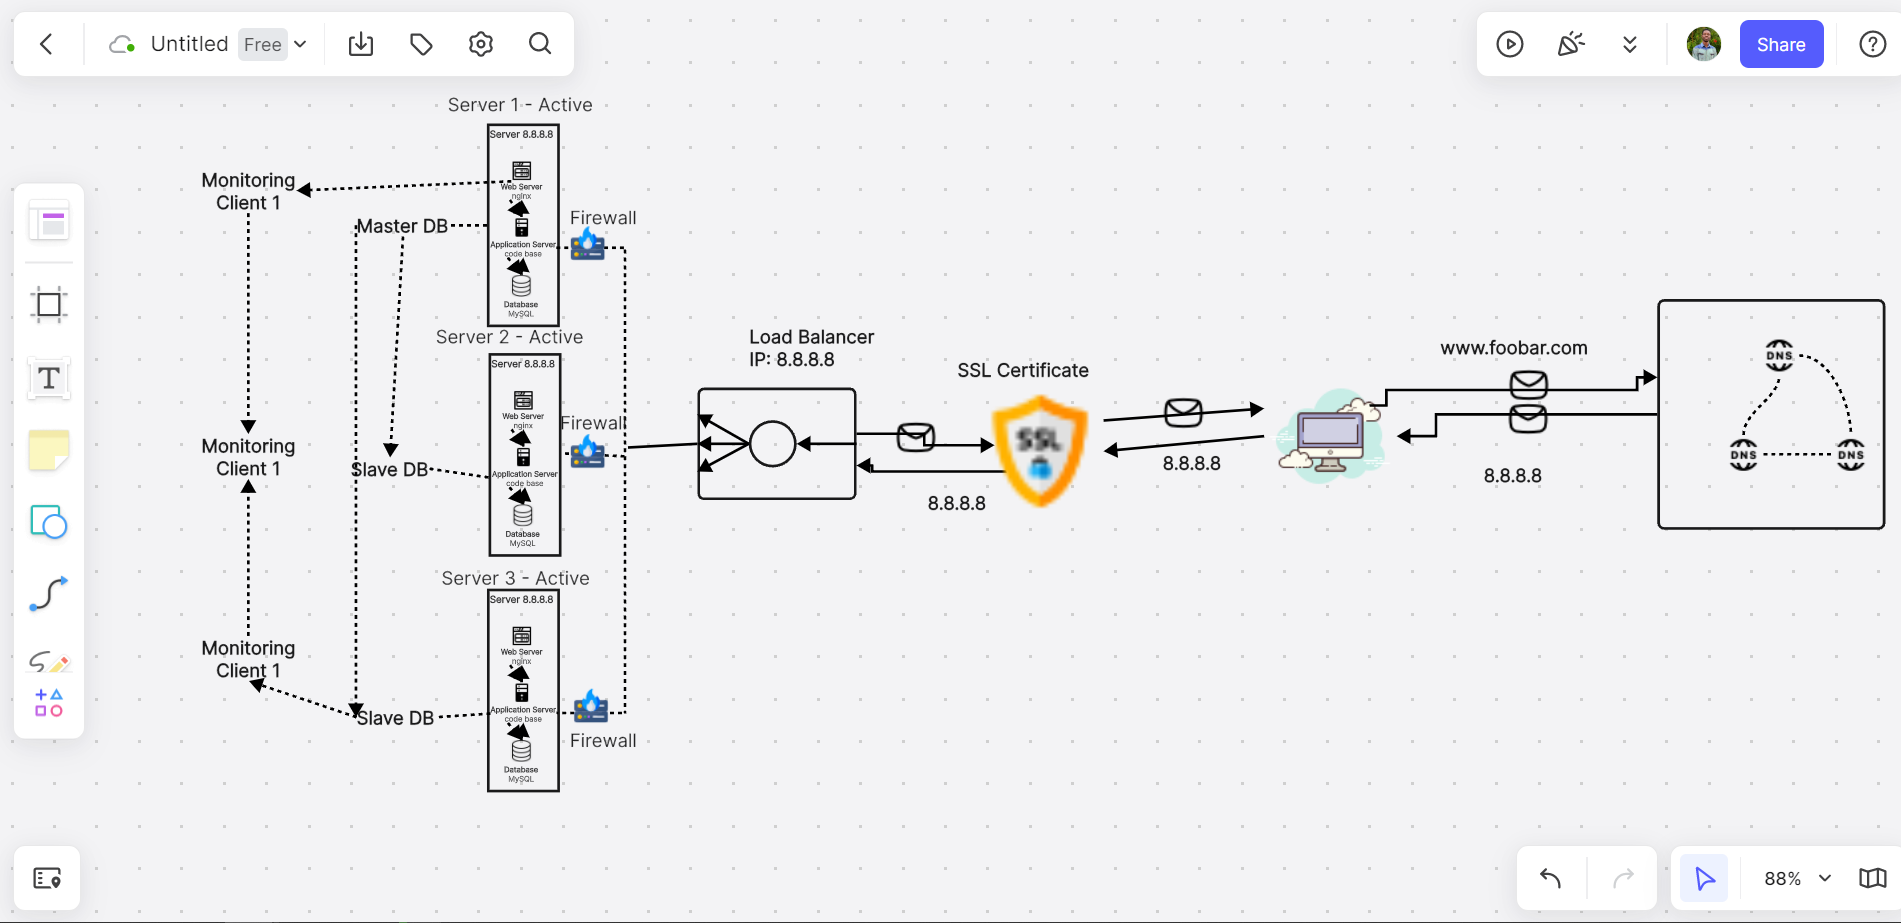 Untitled
Free
Share
Server 1 - Active
Server 8.8.8.8
Web Server
nginx
Application Server
code base
Database
MySQL
Monitoring
Client 1
Master DB
Firewall
Server 2 - Active
Server 8.8.8.8
Web Server
nginx
Application Server
code base
Database
MySQL
Monitoring
Client 1
Slave DB
Firewall
Server 3 - Active
Server 8.8.8.8
Web Server
nginx
Application Server
code base
Database
MySQL
Monitoring
Client 1
Slave DB
Firewall
Load Balancer
IP: 8.8.8.8
8.8.8.8
SSL Certificate
SSL
8.8.8.8
www.foobar.com
8.8.8.8
DNS
DNS
DNS
T
88%